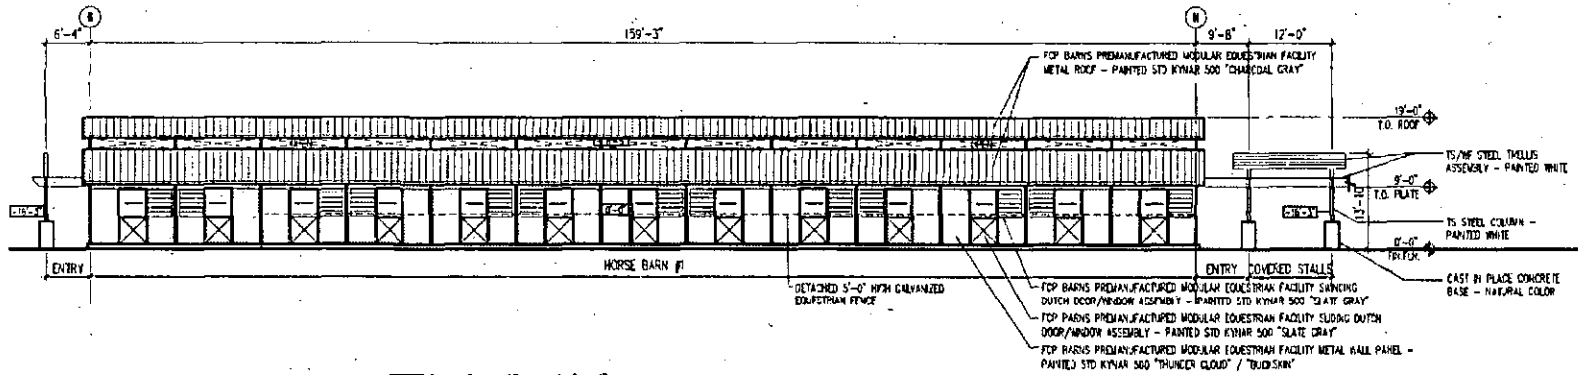 6'-4"
159'-3"
N
9'-8"
12'-0"
FCP BARNS PREMANUFACTURED MODULAR EQUESTRIAN FACILITY
METAL ROOF - PAINTED STD KYNAR 500 "CHARCOAL GRAY"
19'-0"
T.O. ROOF
TS/WF STEEL TRELLIS
ASSEMBLY - PAINTED WHITE
9'-0"
T.O. PLATE
TS STEEL COLUMN -
PAINTED WHITE
0'-0"
FIN.FLR.
ENTRY
HORSE BARN #1
ENTRY
COVERED STALLS
CAST IN PLACE CONCRETE
BASE - NATURAL COLOR
DETACHED 5'-0" HIGH GALVANIZED
EQUESTRIAN FENCE
FCP BARNS PREMANUFACTURED MODULAR EQUESTRIAN FACILITY SWINGING
DUTCH DOOR/WINDOW ASSEMBLY - PAINTED STD KYNAR 500 "SLATE GRAY"
FCP BARNS PREMANUFACTURED MODULAR EQUESTRIAN FACILITY SLIDING DUTCH
DOOR/WINDOW ASSEMBLY - PAINTED STD KYNAR 500 "SLATE GRAY"
FCP BARNS PREMANUFACTURED MODULAR EQUESTRIAN FACILITY METAL WALL PANEL -
PAINTED STD KYNAR 500 "THUNDER CLOUD" / "BUCKSKIN"